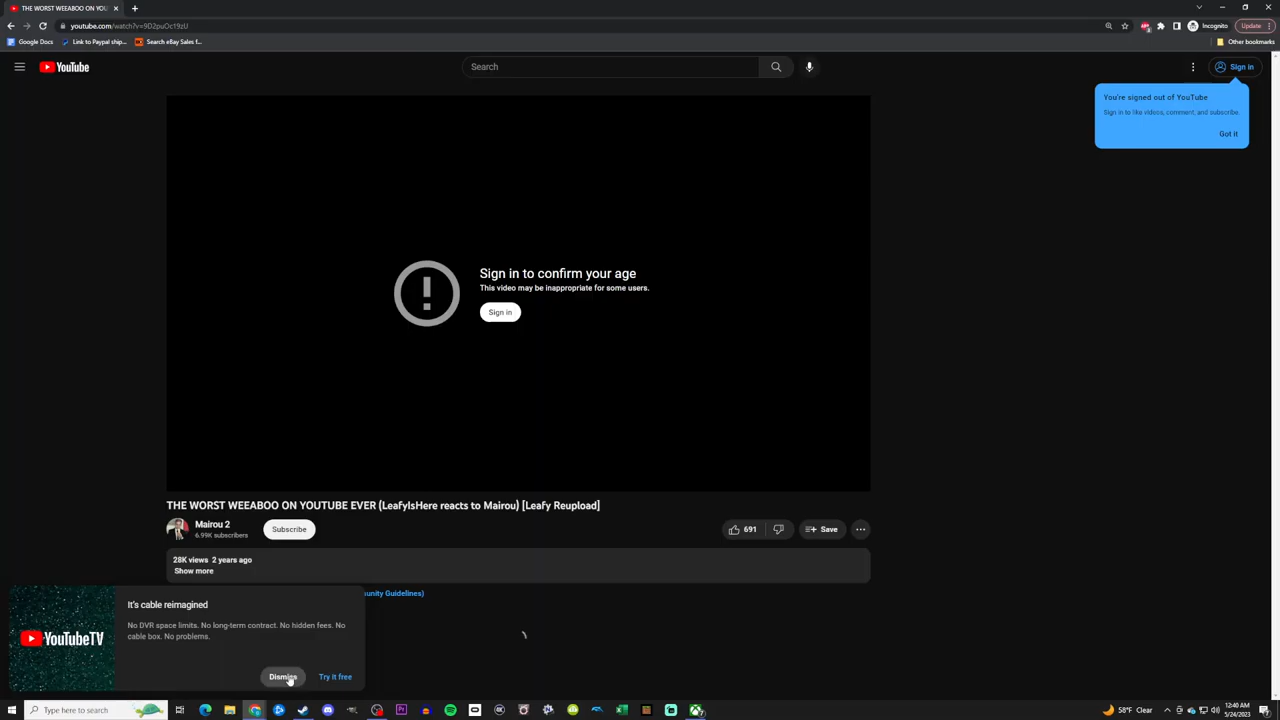 THE WORST WEEABOO ON YOU
youtube.com/watch?v=9D2puOc19zU
Incognito
Update
Google Docs
Link to Paypal ship...
Search eBay Sales f...
Other bookmarks
YouTube
Search
Sign in
You're signed out of YouTube
Sign in to like videos, comment, and subscribe.
Got it
Sign in to confirm your age
This video may be inappropriate for some users.
Sign in
THE WORST WEEABOO ON YOUTUBE EVER (LeafyIsHere reacts to Mairou) [Leafy Reupload]
Mairou 2
6.99K subscribers
Subscribe
691
Save
28K views 2 years ago
Show more
unity Guidelines)
It's cable reimagined
No DVR space limits. No long-term contract. No hidden fees. No
cable box. No problems.
YouTubeTV
Dismiss
Try it free
Type here to search
58°F Clear
12:40 AM
5/24/2023